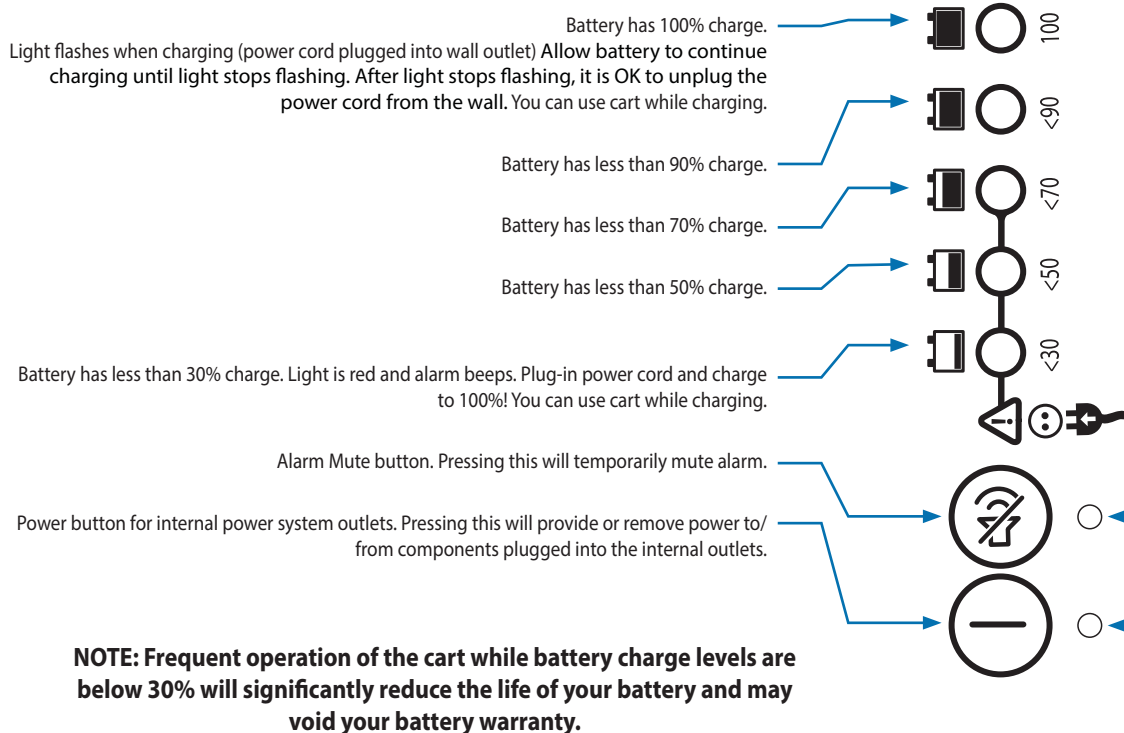 Battery has 100% charge.
Light flashes when charging (power cord plugged into wall outlet) Allow battery to continue
charging until light stops flashing. After light stops flashing, it is OK to unplug the
power cord from the wall. You can use cart while charging.
100
<90
Battery has less than 90% charge.
<70
Battery has less than 70% charge.
<50
Battery has less than 50% charge.
<30
Battery has less than 30% charge. Light is red and alarm beeps. Plug-in power cord and charge
to 100%! You can use cart while charging.
!
Alarm Mute button. Pressing this will temporarily mute alarm.
Power button for internal power system outlets. Pressing this will provide or remove power to/
from components plugged into the internal outlets.
NOTE: Frequent operation of the cart while battery charge levels are
below 30% will significantly reduce the life of your battery and may
void your battery warranty.